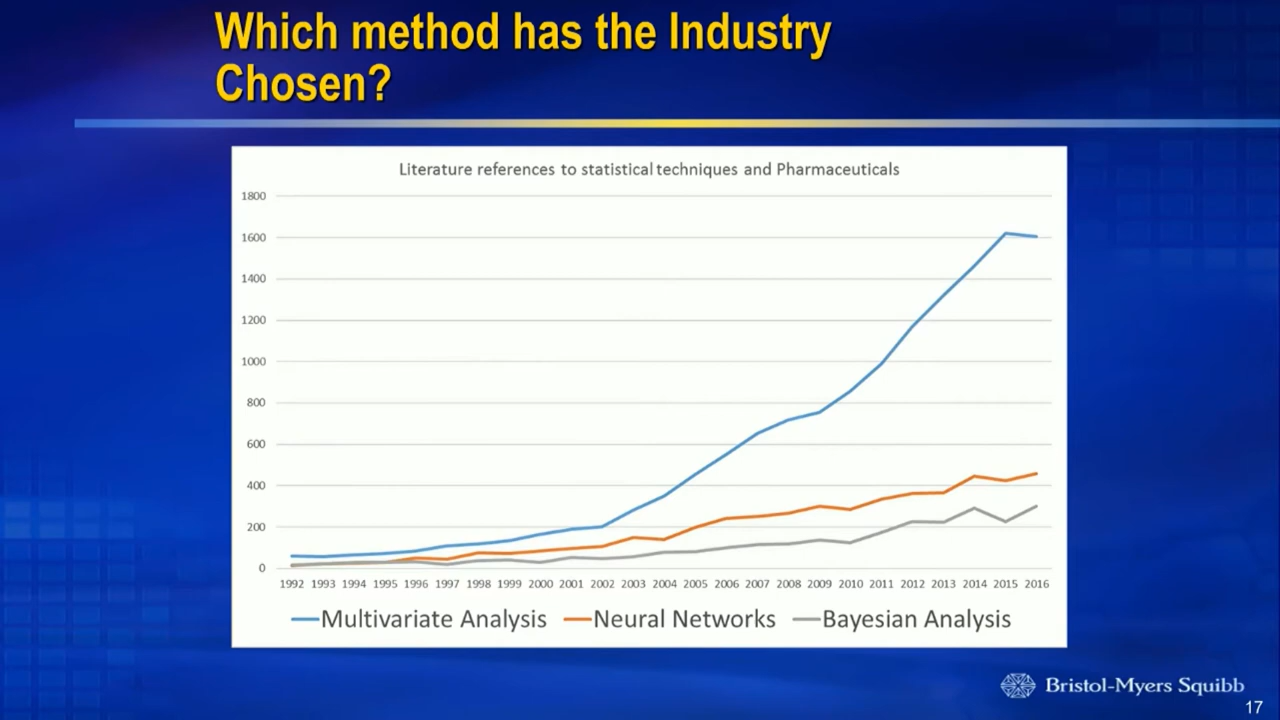 Which method has the Industry
Chosen?
Literature references to statistical techniques and Pharmaceuticals
1800
1600
1400
1200
1000
800
600
400
200
0
1992 1993 1994 1995 1996 1997 1998 1999 2000 2001 2002 2003 2004 2005 2006 2007 2008 2009 2010 2011 2012 2013 2014 2015 2016
Multivariate Analysis Neural Networks Bayesian Analysis
Bristol-Myers Squibb
17